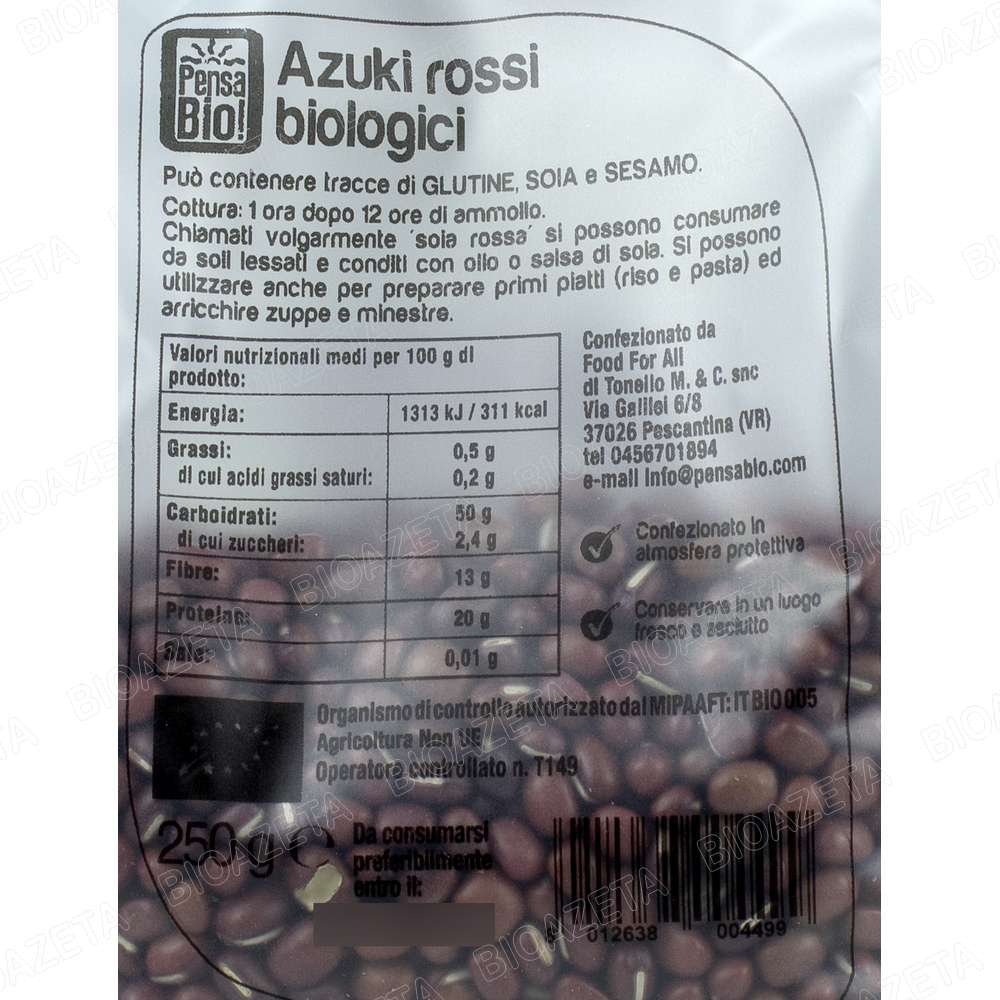 Pensa
Bio!
Azuki rossi
biologici
Può contenere tracce di GLUTINE, SOIA e SESAMO.
Cottura: 1 ora dopo 12 ore di ammollo.
Chiamati volgarmente 'soia rossa' si possono consumare
da soli lessati e conditi con olio o salsa di soia. Si possono
utilizzare anche per preparare primi piatti (riso e pasta) ed
arricchire zuppe e minestre.
Valori nutrizionali medi per 100 g di
prodotto:
Energia: 1313 kJ / 311 kcal
Grassi: 0,5 g
di cui acidi grassi saturi: 0,2 g
Carboidrati: 50 g
di cui zuccheri: 2,4 g
Fibre: 13 g
Proteine: 20 g
Sale: 0,01 g
Confezionato da
Food For All
di Tonello M. & C. snc
Via Galilei 6/8
37026 Pescantina (VR)
tel 0456701894
e-mail info@pensabio.com
Confezionato in
atmosfera protettiva
Conservare in un luogo
fresco e asciutto
Organismo di controllo autorizzato dal MIPAAFT: IT BIO 005
Agricoltura Non UE
Operatore controllato n. T149
250 g e
Da consumarsi
preferibilmente
entro il:
012638 004499
BIOAZETA